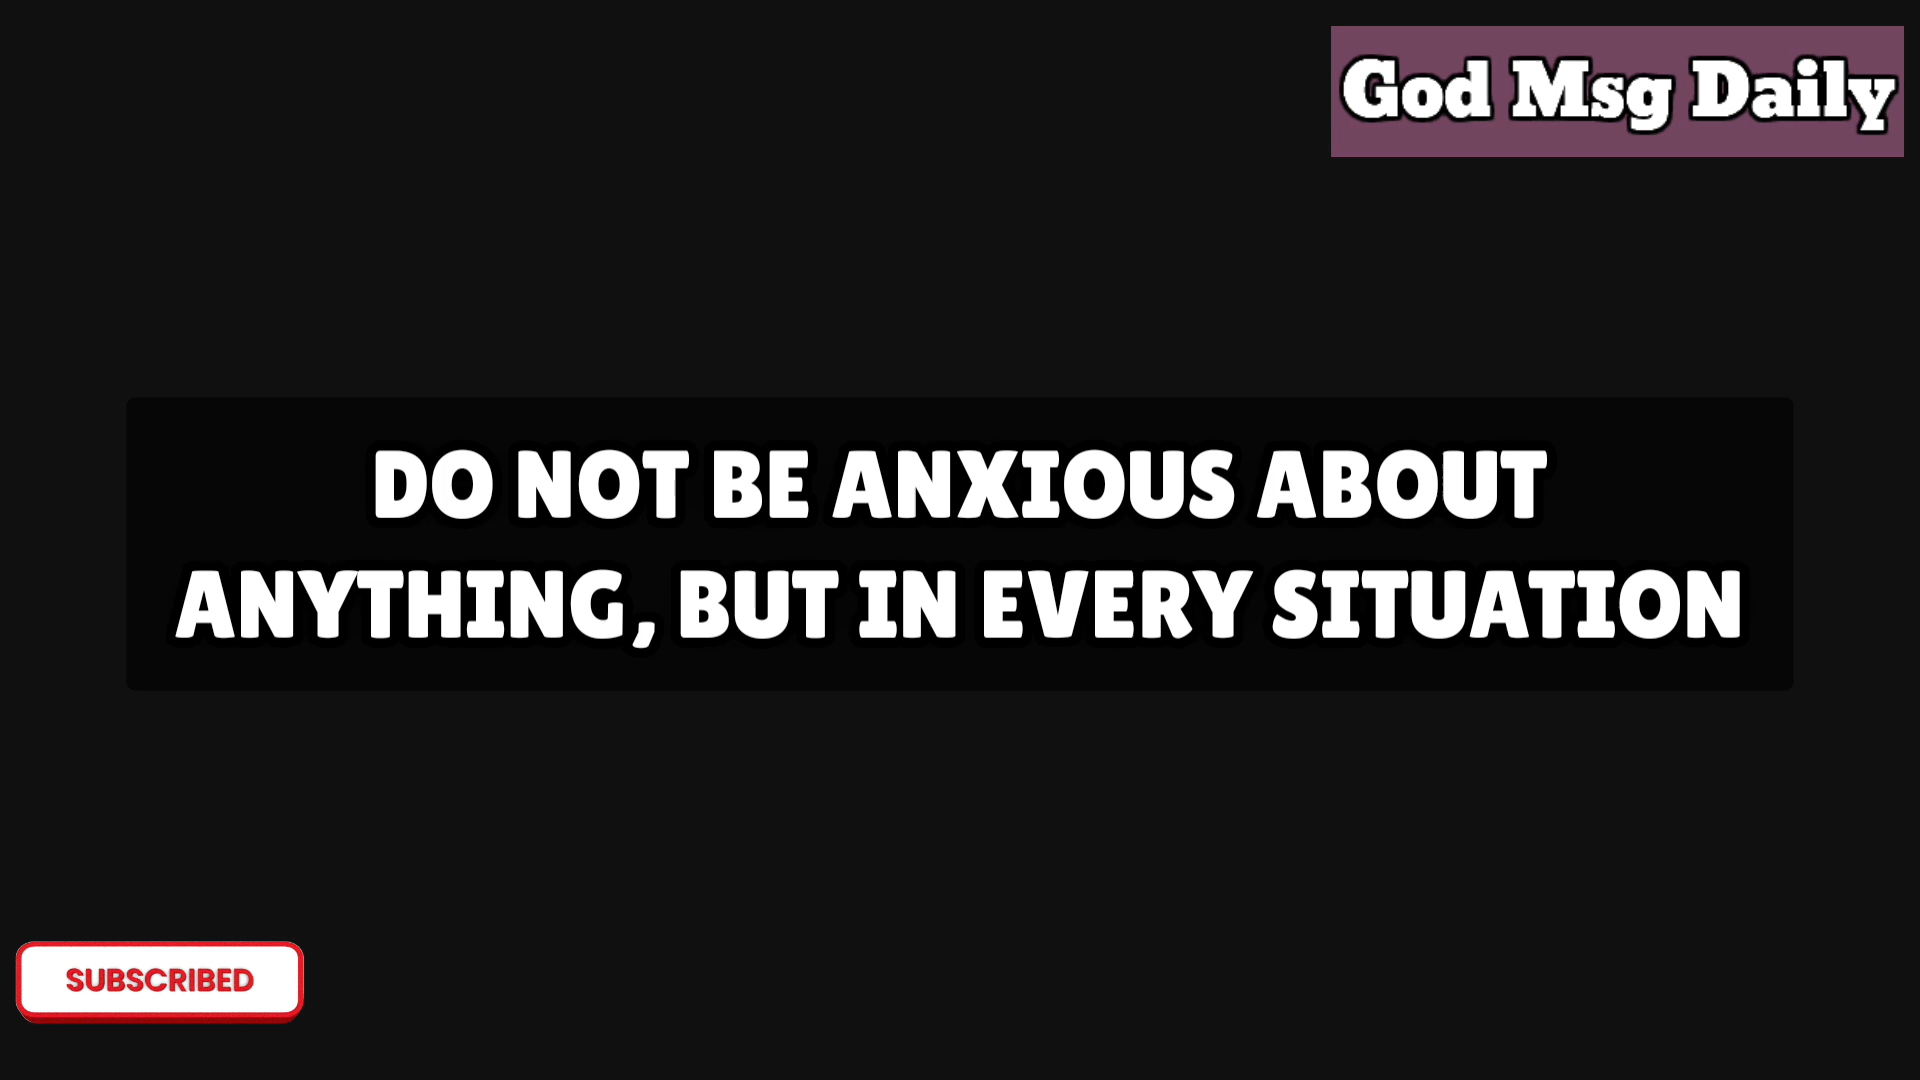 God Msg Daily
DO NOT BE ANXIOUS ABOUT
ANYTHING, BUT IN EVERY SITUATION
SUBSCRIBED